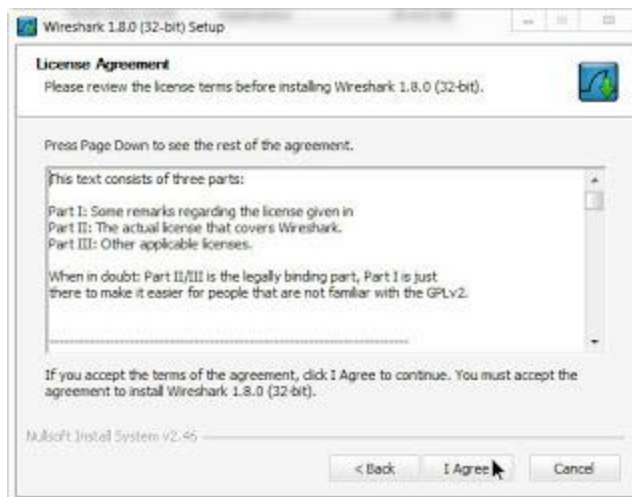 Wireshark 1.8.0 (32-bit) Setup
License Agreement
Please review the license terms before installing Wireshark 1.8.0 (32-bit).
Press Page Down to see the rest of the agreement.
This text consists of three parts:
Part I: Some remarks regarding the license given in
Part II: The actual license that covers Wireshark.
Part III: Other applicable licenses.
When in doubt: Part II/III is the legally binding part, Part I is just
there to make it easier for people that are not familiar with the GPLv2.
If you accept the terms of the agreement, click I Agree to continue. You must accept the
agreement to install Wireshark 1.8.0 (32-bit).
Nullsoft Install System v2.46
< Back I Agree Cancel